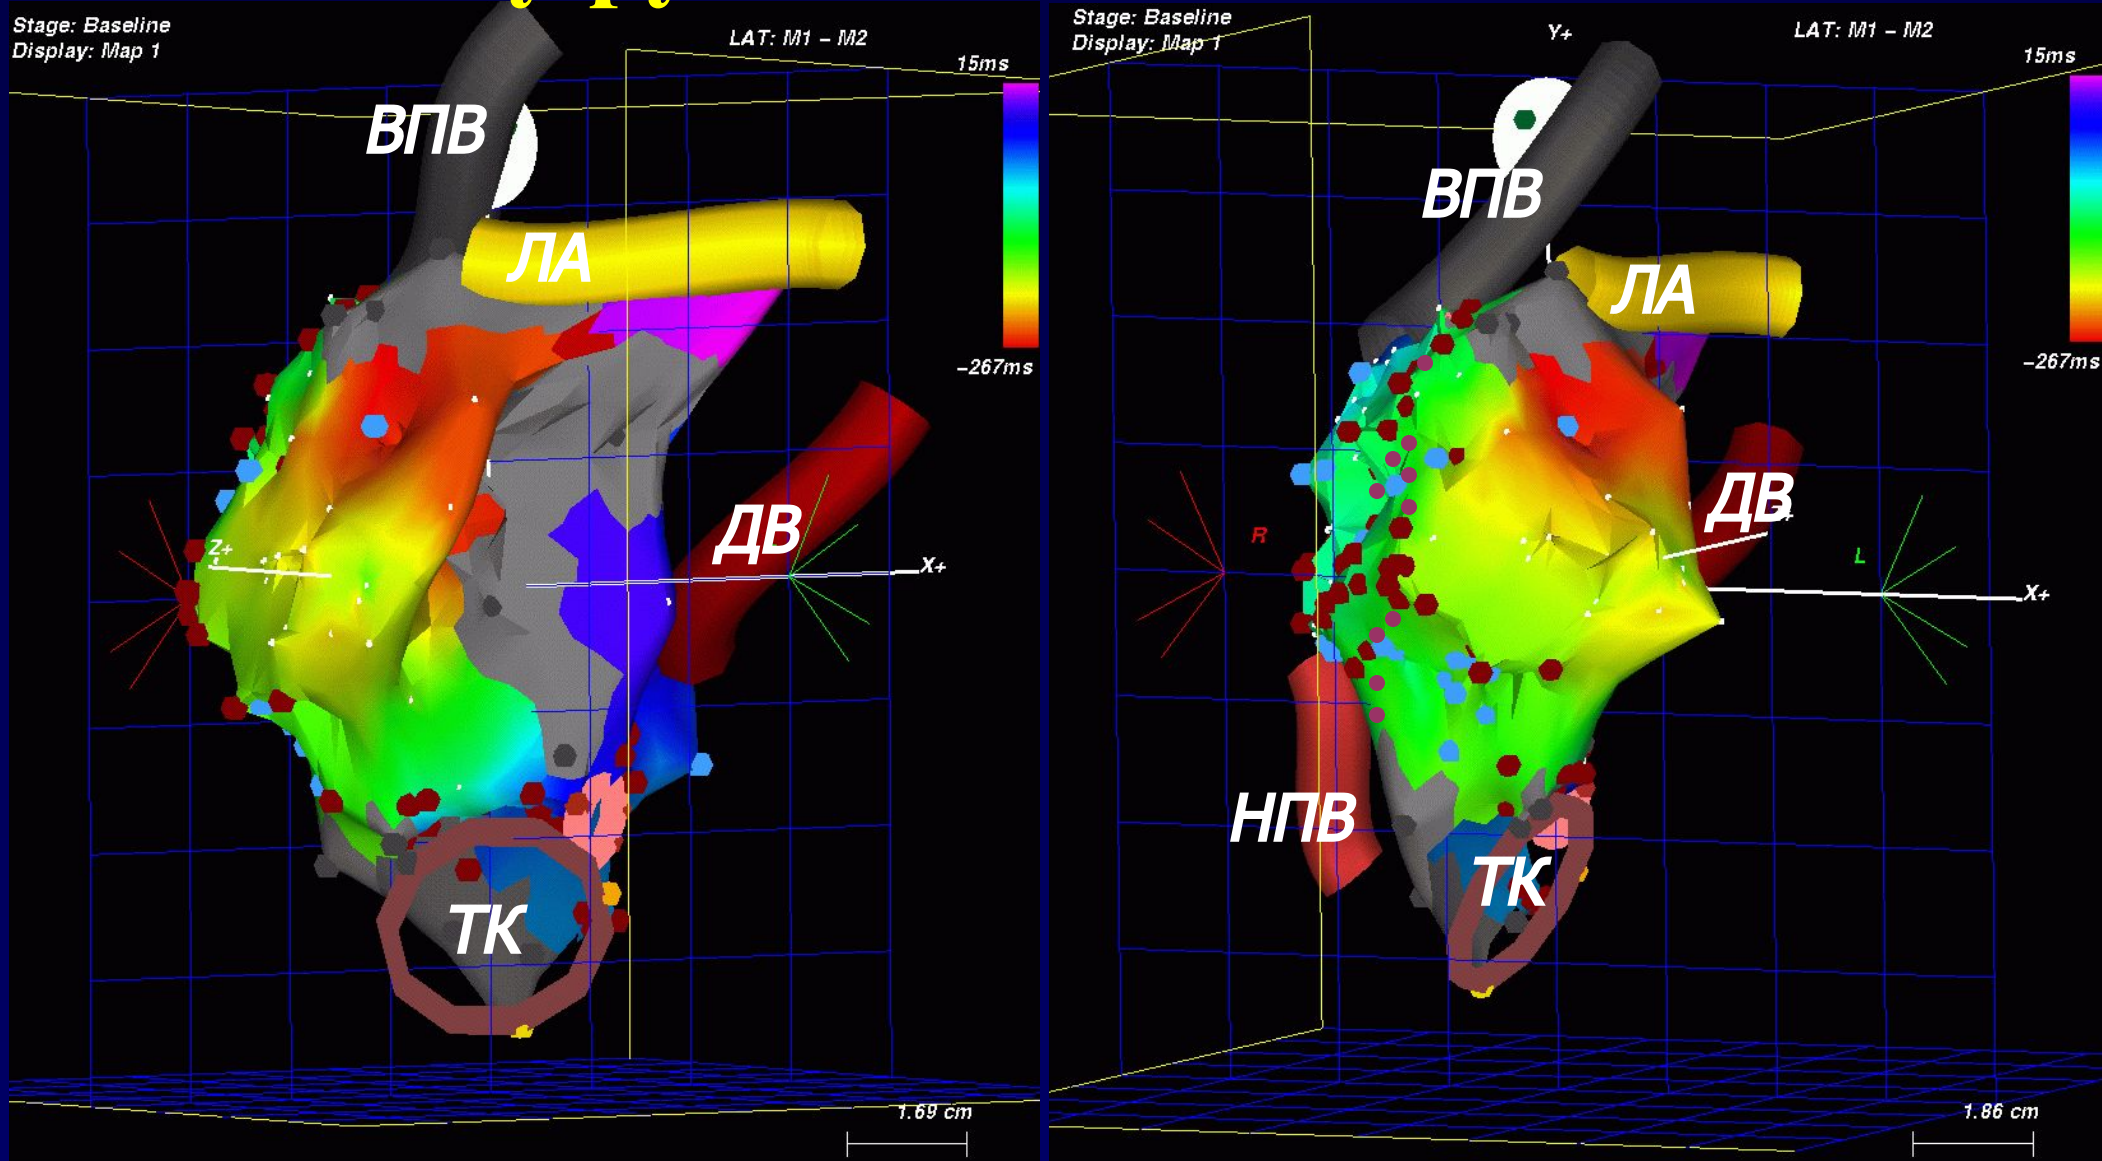 Stage: Baseline
Display: Map 1
LAT: M1 - M2
15ms
-267ms
ВПВ
ЛА
ДВ
Z+
X+
ТК
1.69 cm
Stage: Baseline
Display: Map 1
Y+
LAT: M1 - M2
15ms
-267ms
ВПВ
ЛА
ДВ
R
L
X+
НПВ
ТК
1.86 cm